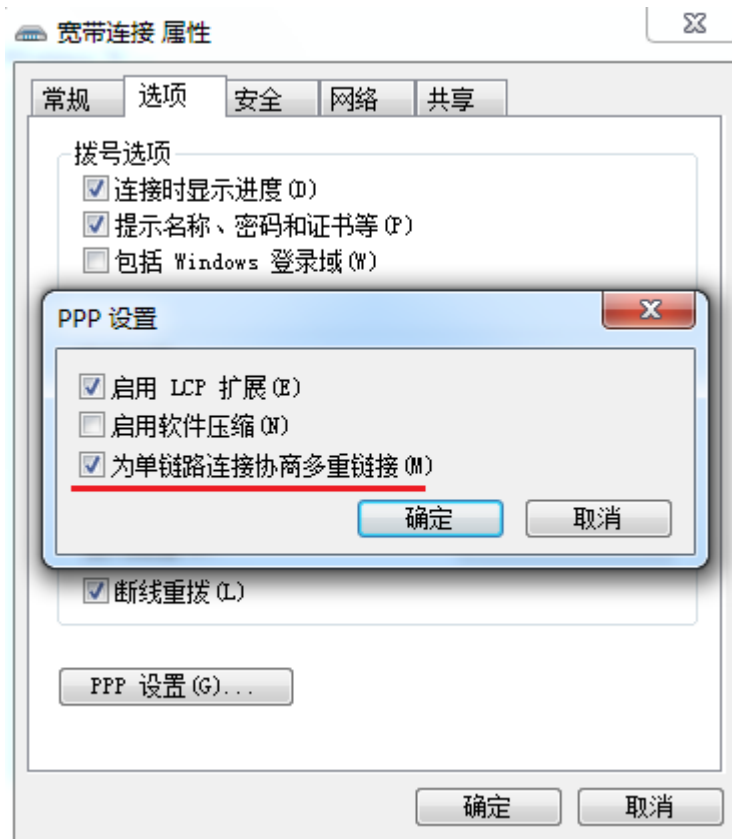 宽带连接 属性
常规 选项 安全 网络 共享
拨号选项
连接时显示进度(D)
提示名称、密码和证书等(P)
包括 Windows 登录域(W)
PPP 设置
启用 LCP 扩展(E)
启用软件压缩(N)
为单链路连接协商多重链接(M)
确定 取消
断线重拨(L)
PPP 设置(G)...
确定 取消